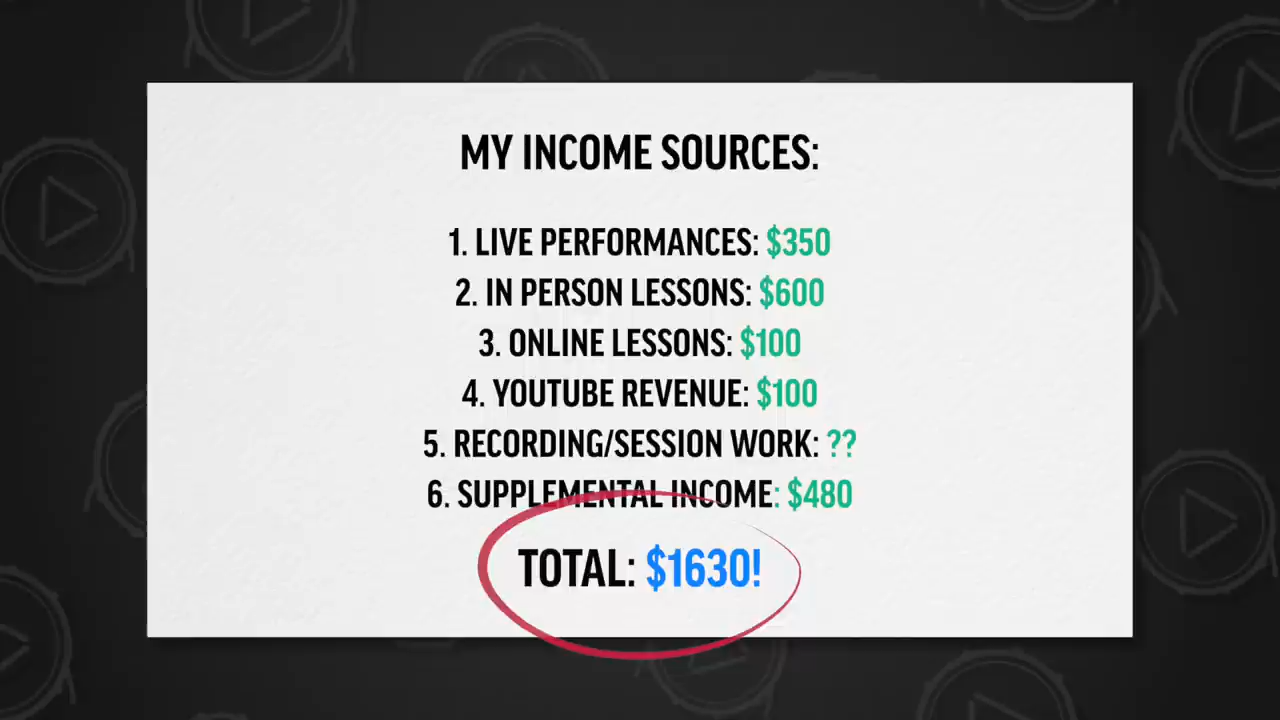 MY INCOME SOURCES:
1. LIVE PERFORMANCES: $350
2. IN PERSON LESSONS: $600
3. ONLINE LESSONS: $100
4. YOUTUBE REVENUE: $100
5. RECORDING/SESSION WORK: ??
6. SUPPLEMENTAL INCOME: $480
TOTAL: $1630!